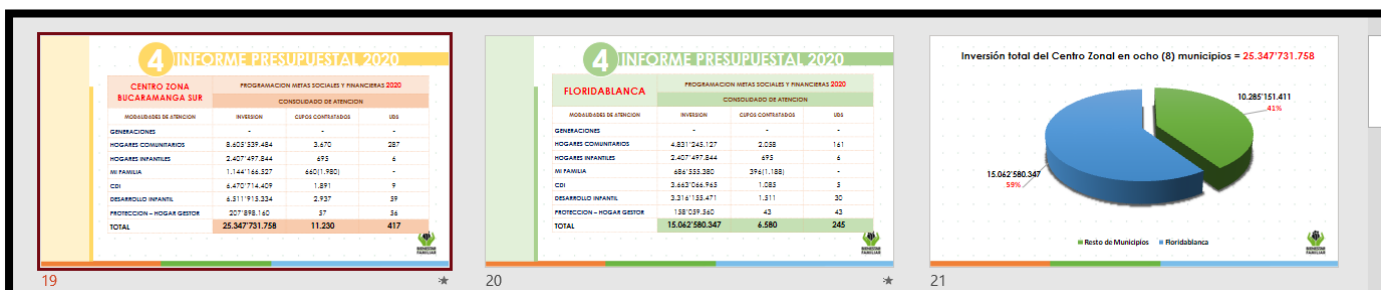 4 INFORME PRESUPUESTAL 2020
CENTRO ZONA BUCARAMANGA SUR
PROGRAMACION METAS SOCIALES Y FINANCIERAS 2020
CONSOLIDADO DE ATENCION
MODALIDADES DE ATENCION INVERSION CUPOS CONTRATADOS UDS
GENERACIONES - - -
HOGARES COMUNITARIOS 8.605'539.484 3.670 287
HOGARES INFANTILES 2.407'497.844 695 6
MI FAMILIA 1.144'166.527 660(1.980) -
CDI 6.470'714.409 1.891 9
DESARROLLO INFANTIL 6.511'915.334 2.937 59
PROTECCION – HOGAR GESTOR 207'898.160 57 56
TOTAL 25.347'731.758 11.230 417
BIENESTAR FAMILIAR
19
4 INFORME PRESUPUESTAL 2020
FLORIDABLANCA
PROGRAMACION METAS SOCIALES Y FINANCIERAS 2020
CONSOLIDADO DE ATENCION
MODALIDADES DE ATENCION INVERSION CUPOS CONTRATADOS UDS
GENERACIONES - - -
HOGARES COMUNITARIOS 4.831'245.127 2.058 161
HOGARES INFANTILES 2.407'497.844 695 6
MI FAMILIA 686'555.380 396(1.188) -
CDI 3.663'066.965 1.085 5
DESARROLLO INFANTIL 3.316'155.471 1.511 30
PROTECCION – HOGAR GESTOR 158'059.560 43 43
TOTAL 15.062'580.347 6.580 245
BIENESTAR FAMILIAR
20
Inversión total del Centro Zonal en ocho (8) municipios = 25.347'731.758
10.285'151.411
41%
15.062'580.347
59%
Resto de Municipios Floridablanca
BIENESTAR FAMILIAR
21